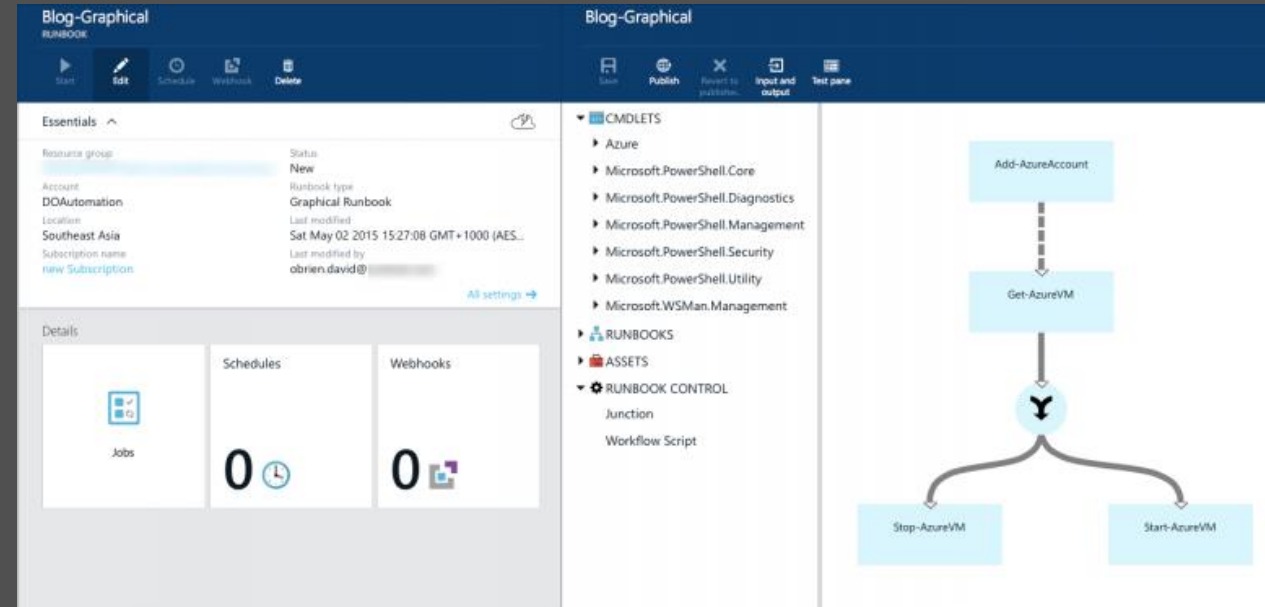 Blog-Graphical
RUNBOOK
Start
Edit
Schedule
Webhook
Delete
Essentials
Resource group
Status
New
Account
DOAutomation
Runbook type
Graphical Runbook
Location
Southeast Asia
Last modified
Sat May 02 2015 15:27:08 GMT+1000 (AES...
Subscription name
new Subscription
Last modified by
obrien.david@
All settings
Details
Jobs
Schedules
0
Webhooks
0
Blog-Graphical
Save
Publish
Revert to
publishe..
Input and
output
Test pane
CMDLETS
Azure
Microsoft.PowerShell.Core
Microsoft.PowerShell.Diagnostics
Microsoft.PowerShell.Management
Microsoft.PowerShell.Security
Microsoft.PowerShell.Utility
Microsoft.WSMan.Management
RUNBOOKS
ASSETS
RUNBOOK CONTROL
Junction
Workflow Script
Add-AzureAccount
Get-AzureVM
Stop-AzureVM
Start-AzureVM